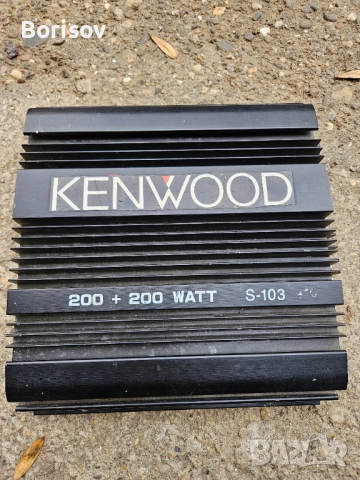 Borisov
KENWOOD
200 + 200 WATT S-103
BAZAR